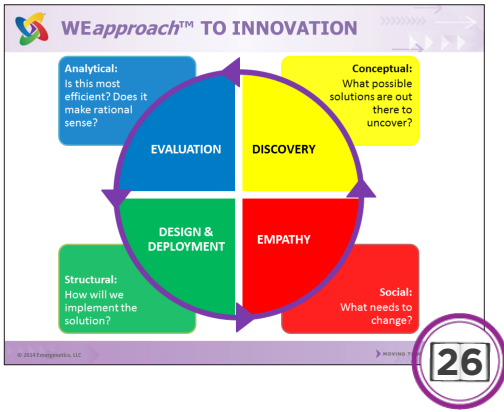 WEapproach™ TO INNOVATION
Analytical:
Is this most
efficient? Does it
make rational
sense?
Conceptual:
What possible
solutions are out
there to
uncover?
EVALUATION
DISCOVERY
DESIGN &
DEPLOYMENT
EMPATHY
Structural:
How will we
implement the
solution?
Social:
What needs to
change?
© 2014 Emergenetics, LLC
MOVING
26